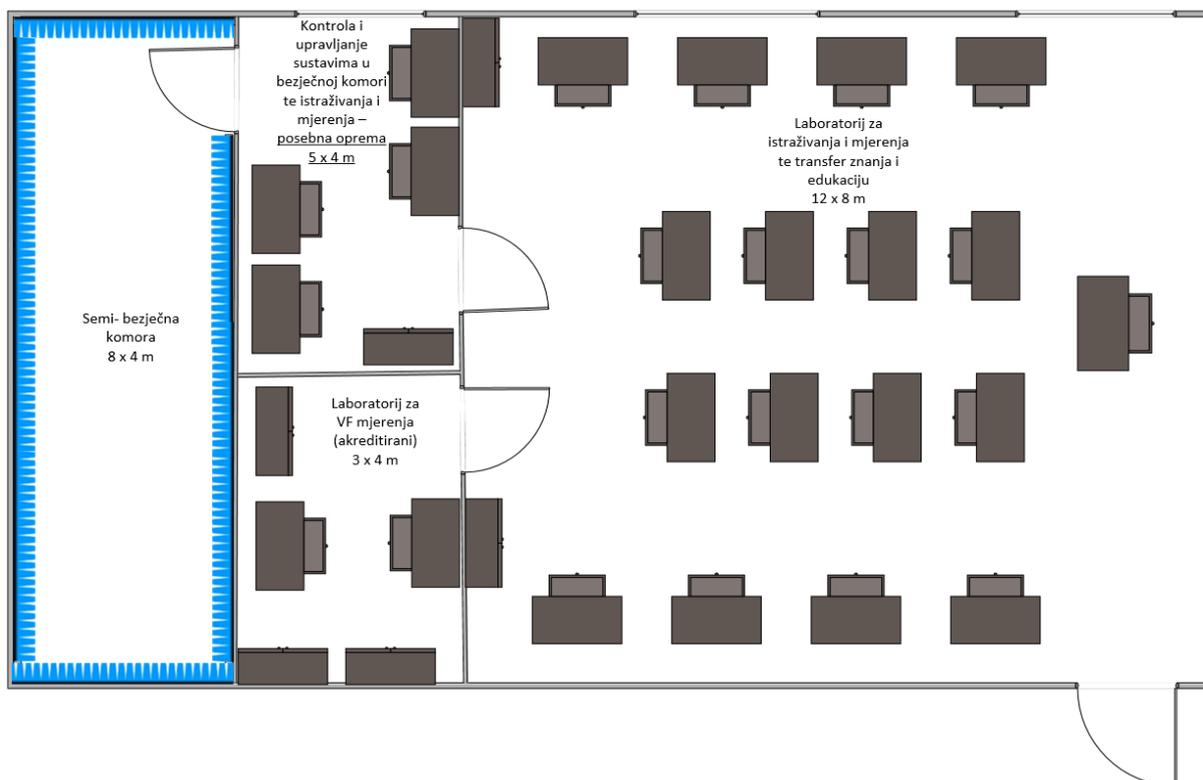 Kontrola i
upravljanje
sustavima u
bezječnoj komori
te istraživanja i
mjerenja –
posebna oprema
5 x 4 m
Laboratorij za
istraživanja i mjerenja
te transfer znanja i
edukaciju
12 x 8 m
Semi- bezječna
komora
8 x 4 m
Laboratorij za
VF mjerenja
(akreditirani)
3 x 4 m